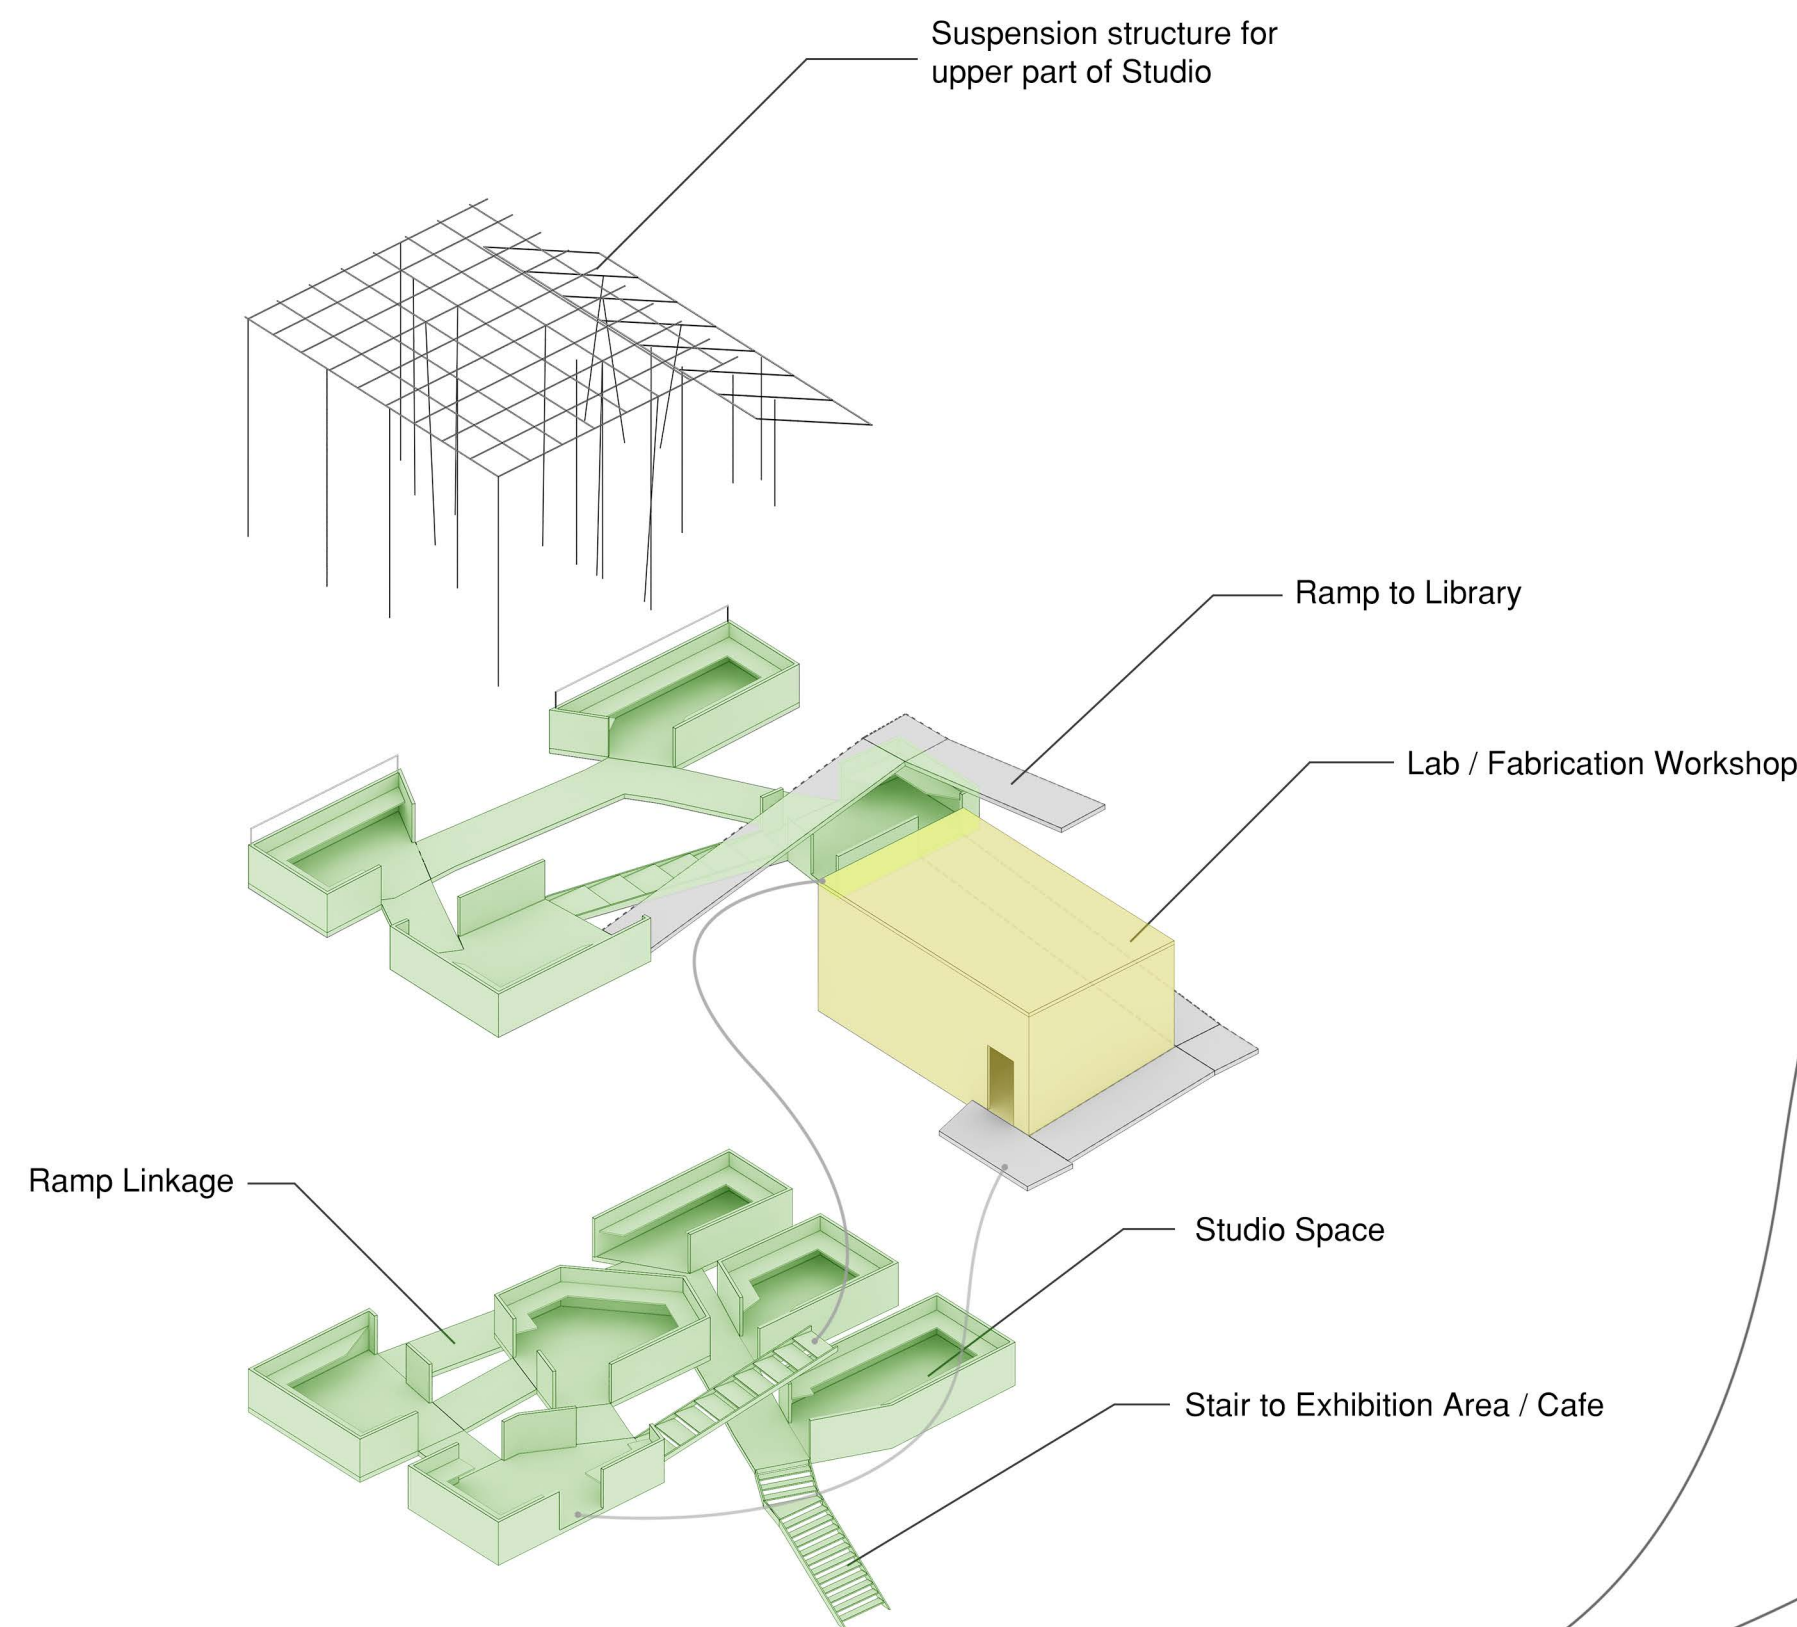 Suspension structure for
upper part of Studio
Ramp to Library
Lab / Fabrication Workshop
Ramp Linkage
Studio Space
Stair to Exhibition Area / Cafe